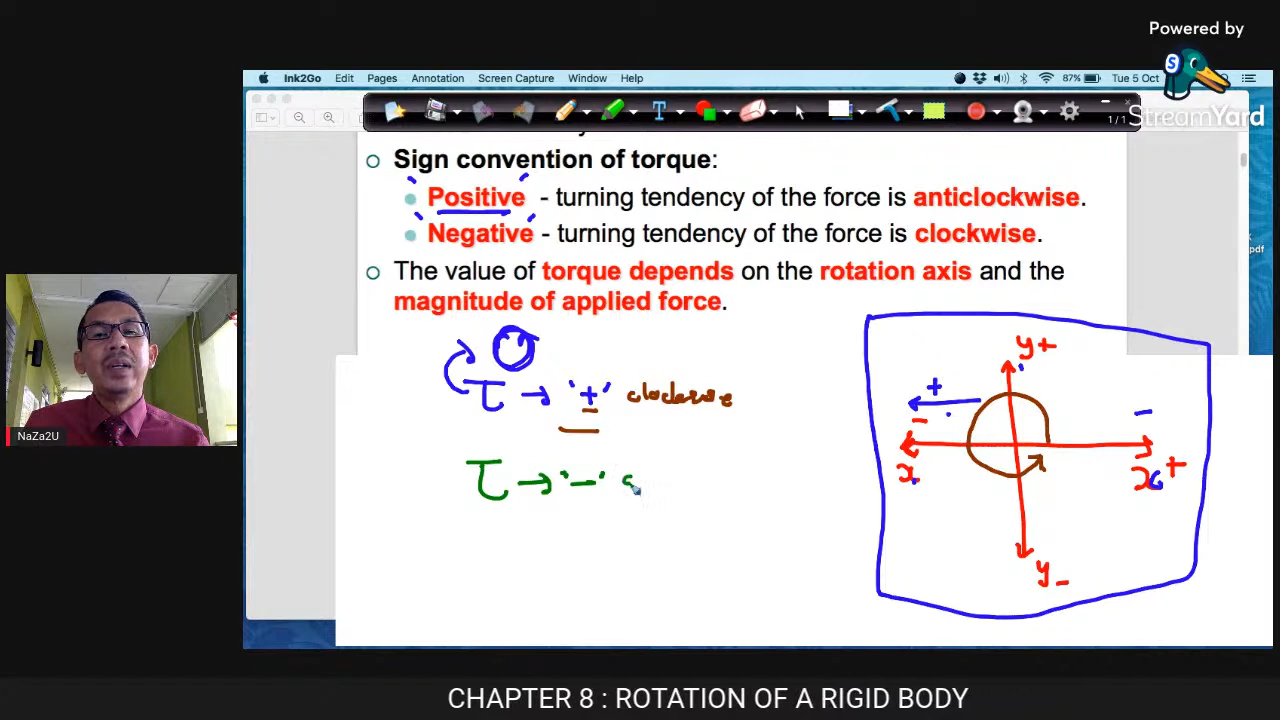 Powered by
StreamYard
Ink2Go Edit Pages Annotation Screen Capture Window Help 87% Tue 5 Oct
T
1/1
Sign convention of torque:
Positive - turning tendency of the force is anticlockwise.
Negative - turning tendency of the force is clockwise.
The value of torque depends on the rotation axis and the
magnitude of applied force.
pdf
τ → '+' clockwise
τ → '−'
y+
+
−
−
x
x +
y −
NaZa2U
CHAPTER 8 : ROTATION OF A RIGID BODY